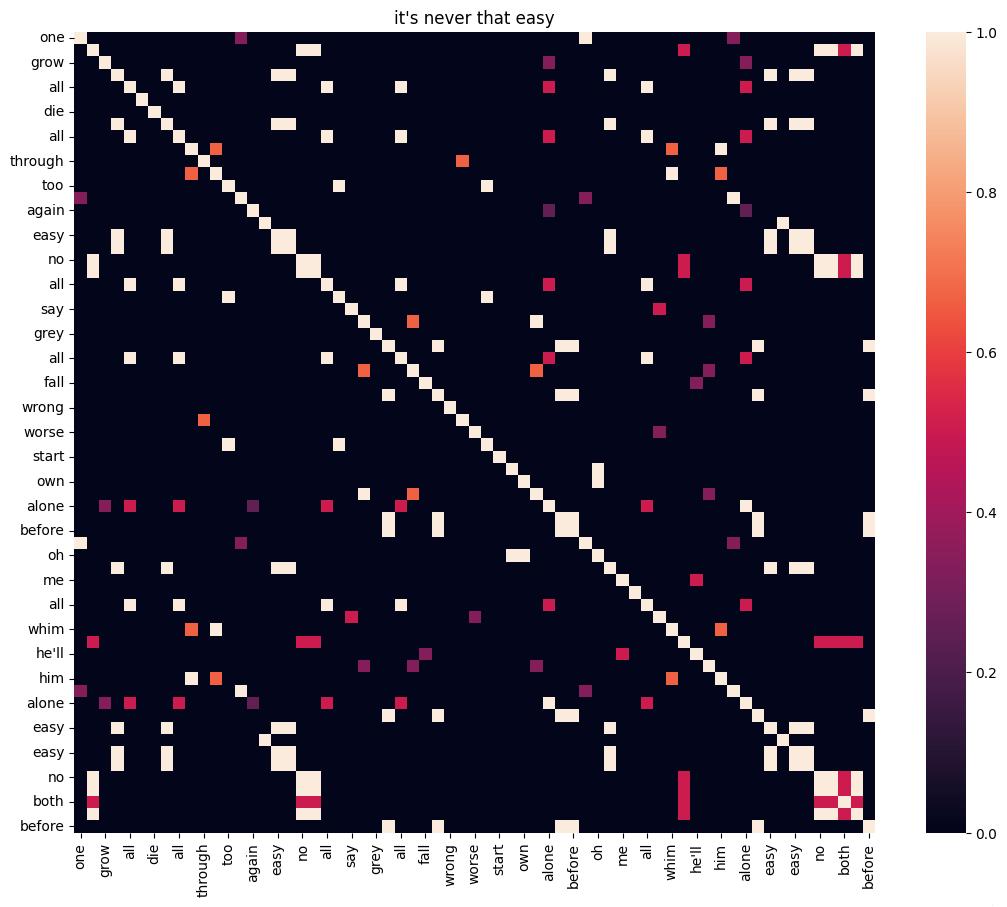 it's never that easy
one
grow
all
die
all
through
too
again
easy
no
all
say
grey
all
fall
wrong
worse
start
own
alone
before
oh
me
all
whim
he'll
him
alone
easy
easy
no
both
before
one
grow
all
die
all
through
too
again
easy
no
all
say
grey
all
fall
wrong
worse
start
own
alone
before
oh
me
all
whim
he'll
him
alone
easy
easy
no
both
before
1.0
0.8
0.6
0.4
0.2
0.0